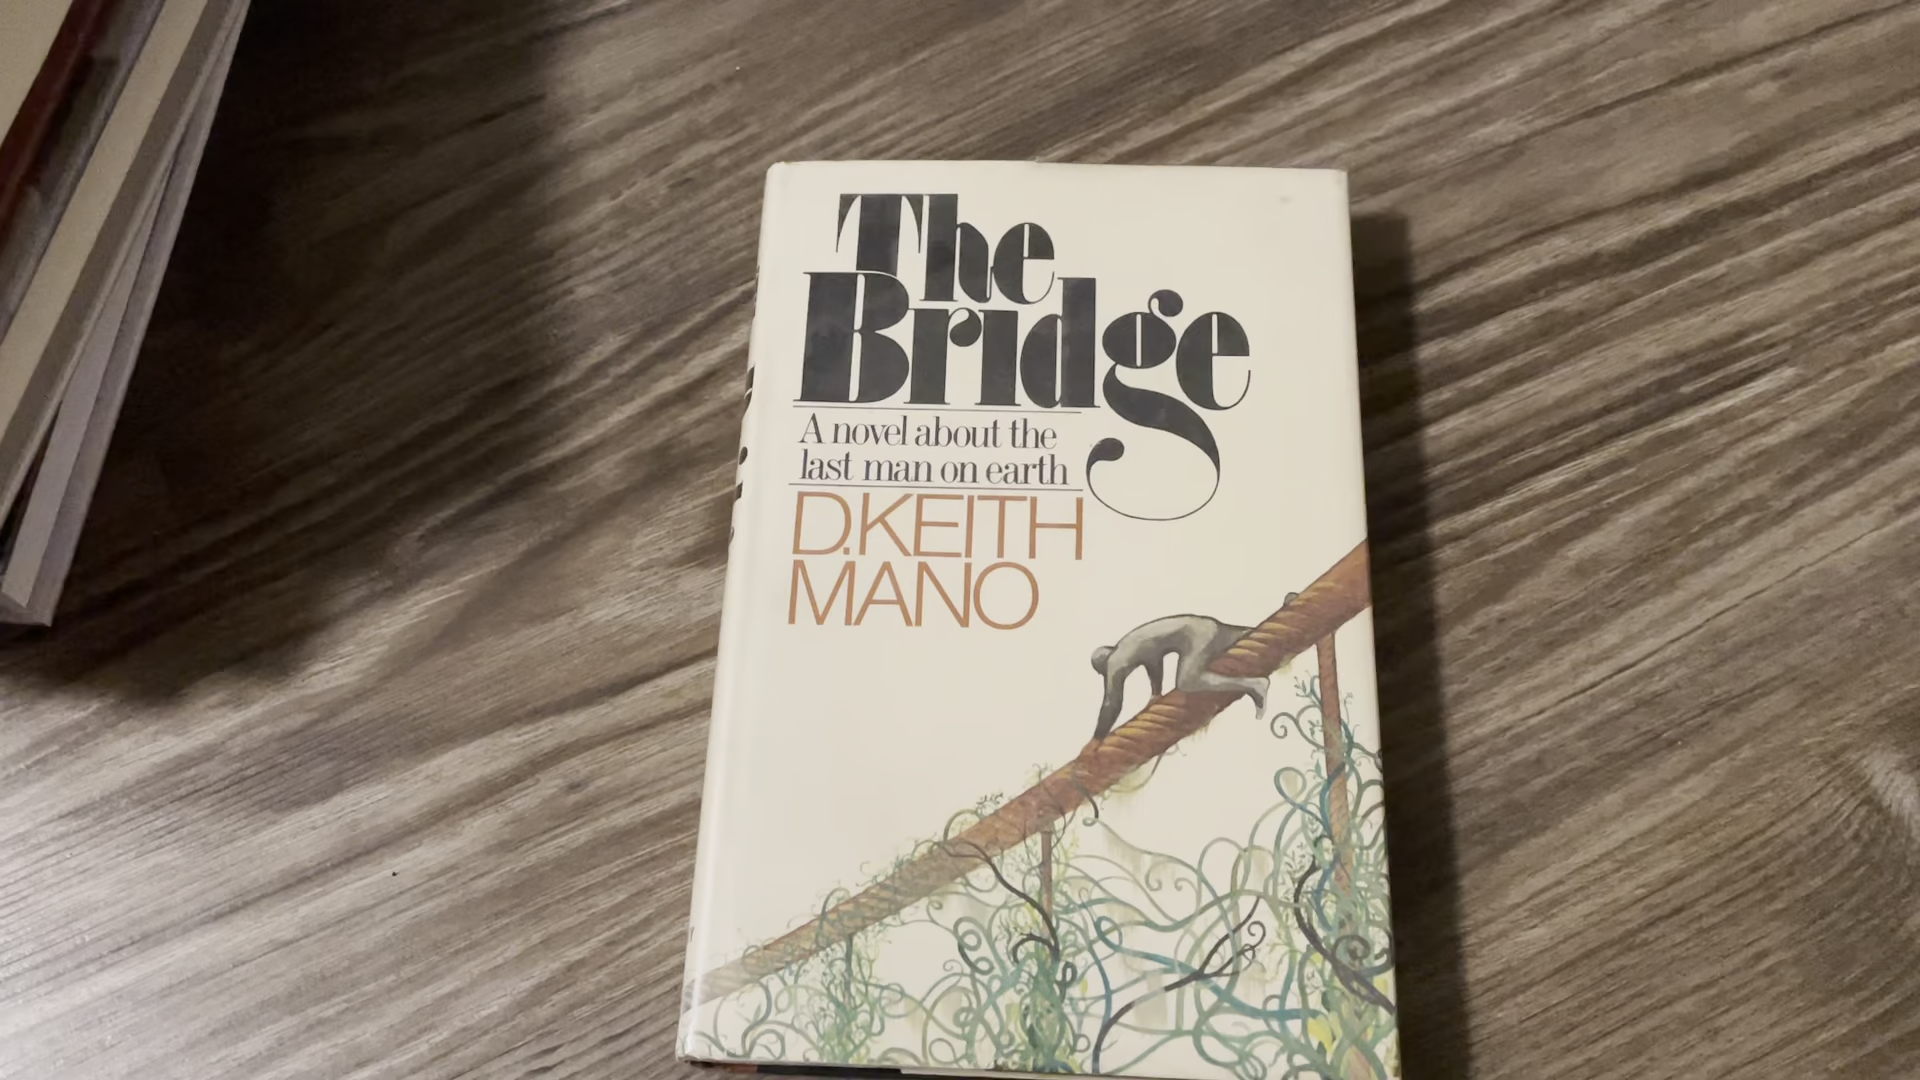 The
Bridge
A novel about the
last man on earth
D.KEITH
MANO